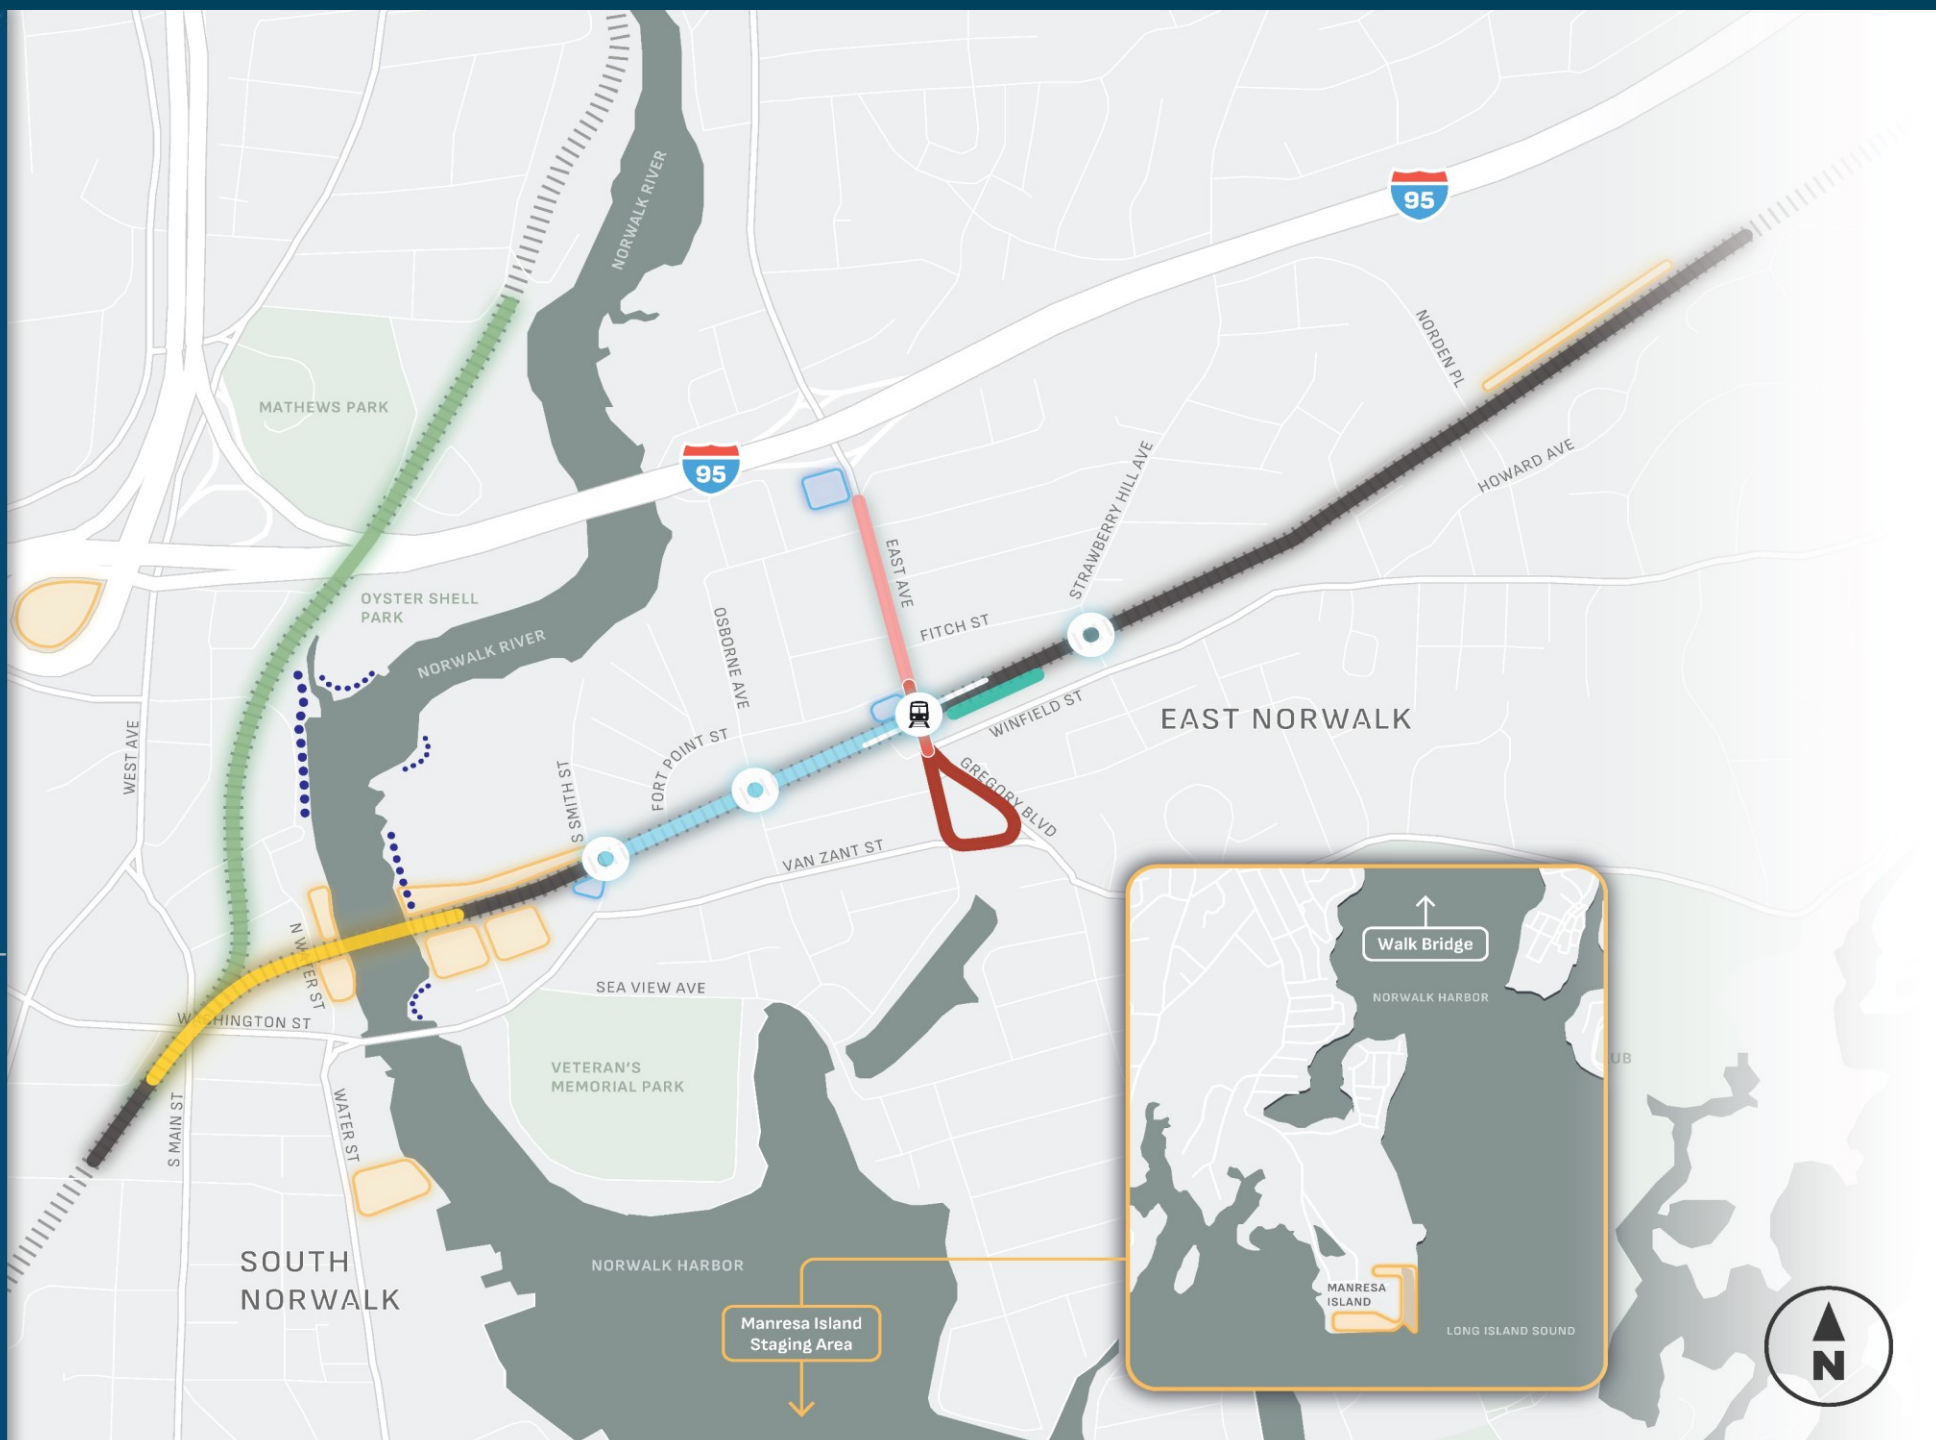 NORWALK RIVER
95
NORDEN PL
MATHEWS PARK
HOWARD AVE
95
STRAWBERRY HILL AVE
EAST AVE
OYSTER SHELL
PARK
FITCH ST
OSBORNE AVE
NORWALK RIVER
WINFIELD ST
EAST NORWALK
WEST AVE
FORT POINT ST
S SMITH ST
GREGORY BLVD
VAN ZANT ST
N WATER ST
SEA VIEW AVE
WASHINGTON ST
VETERAN'S
MEMORIAL PARK
S MAIN ST
WATER ST
SOUTH
NORWALK
NORWALK HARBOR
Manresa Island
Staging Area
Walk Bridge
NORWALK HARBOR
UB
MANRESA
ISLAND
LONG ISLAND SOUND
N